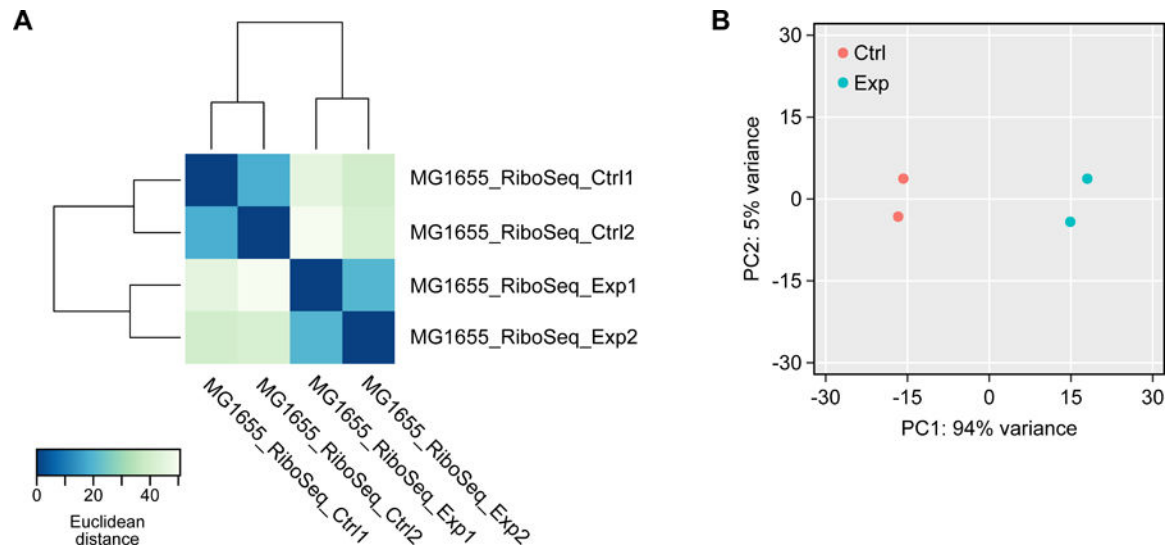 A
MG1655_RiboSeq_Ctrl1
MG1655_RiboSeq_Ctrl2
MG1655_RiboSeq_Exp1
MG1655_RiboSeq_Exp2
MG1655_RiboSeq_Ctrl1
MG1655_RiboSeq_Ctrl2
MG1655_RiboSeq_Exp1
MG1655_RiboSeq_Exp2
0 20 40
Euclidean
distance
B
Ctrl
Exp
30
15
0
-15
-30
PC2: 5% variance
-30 -15 0 15 30
PC1: 94% variance